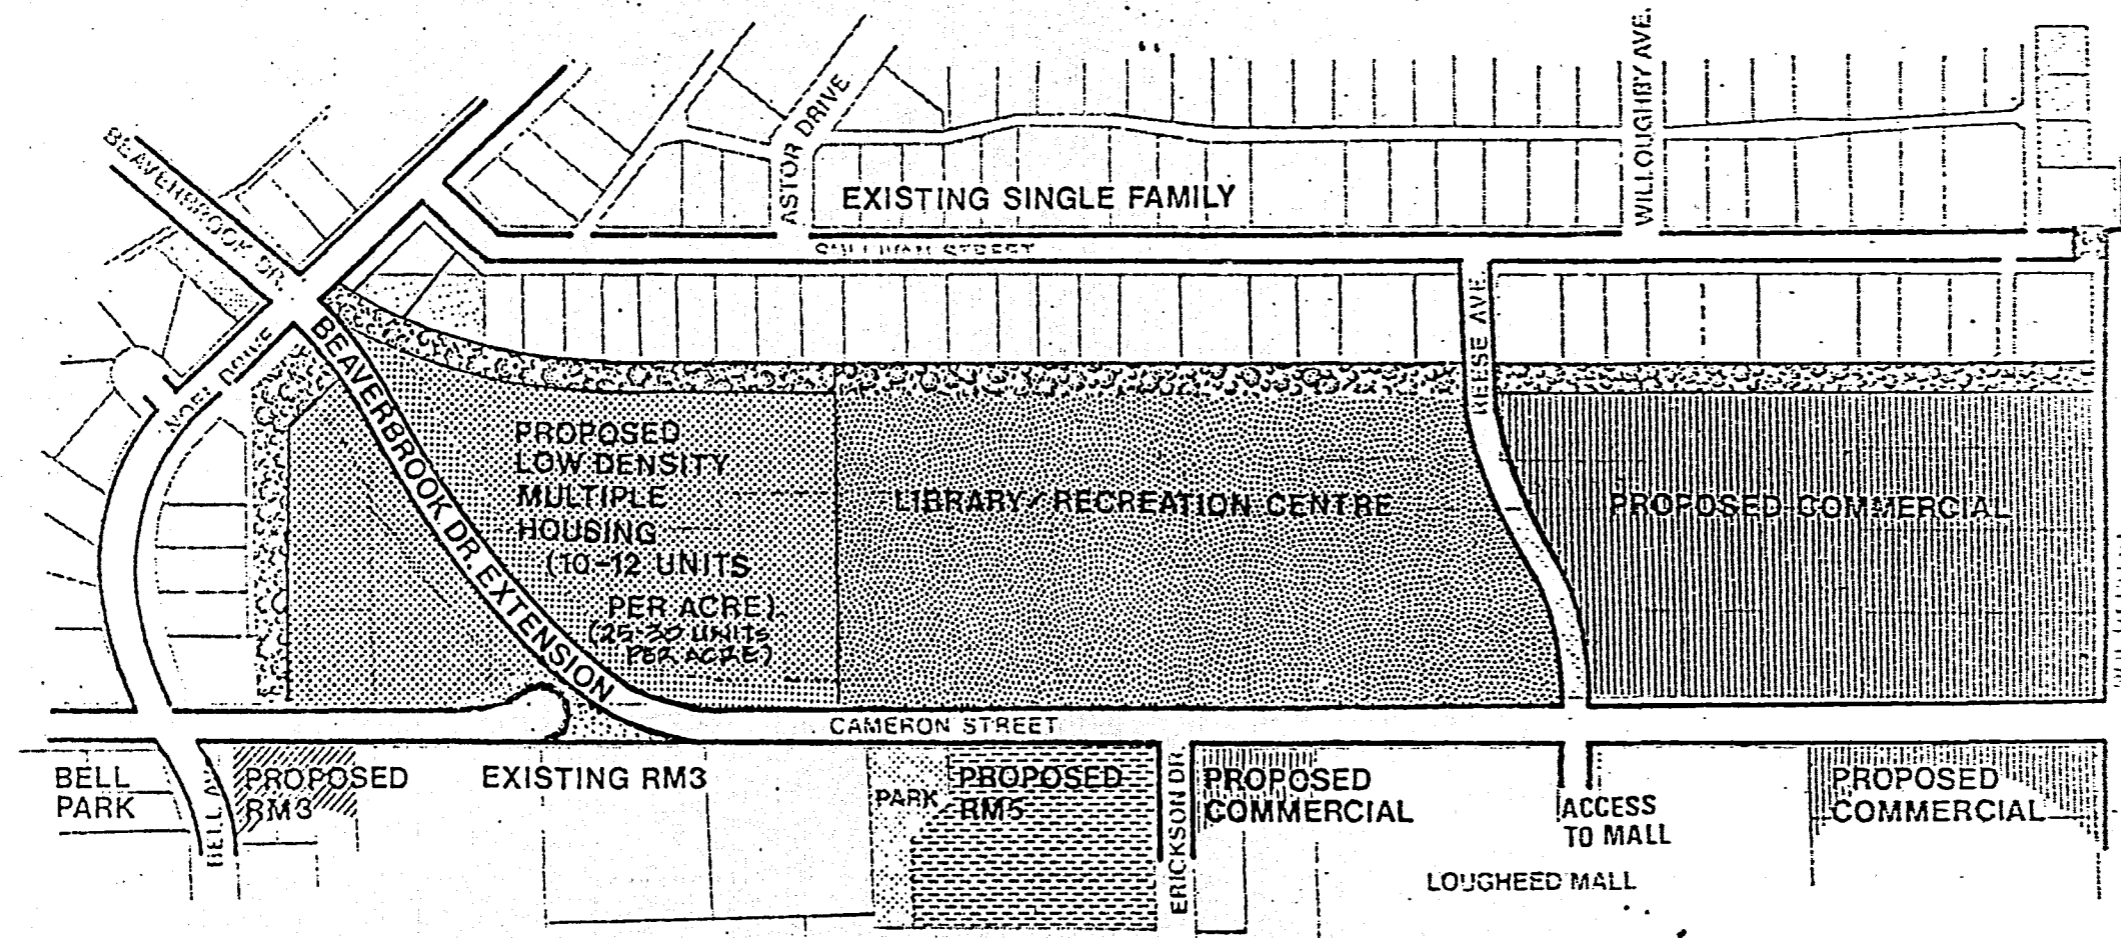 BEAVERBROOK DR.
ASTOR DRIVE
WILLOUGHBY AVE.
EXISTING SINGLE FAMILY
SULLIVAN STREET
REESE AVE.
NOEL DRIVE
BEAVERBROOK DR. EXTENSION
PROPOSED
LOW DENSITY
MULTIPLE
HOUSING
(10-12 UNITS
PER ACRE)
(25-30 UNITS
PER ACRE)
LIBRARY/RECREATION CENTRE
PROPOSED COMMERCIAL
CAMERON STREET
BELL
PARK
BELL AV
PROPOSED
RM3
EXISTING RM3
PARK
PROPOSED
RM5
ERICKSON DR.
PROPOSED
COMMERCIAL
ACCESS
TO MALL
PROPOSED
COMMERCIAL
LOUGHEED MALL